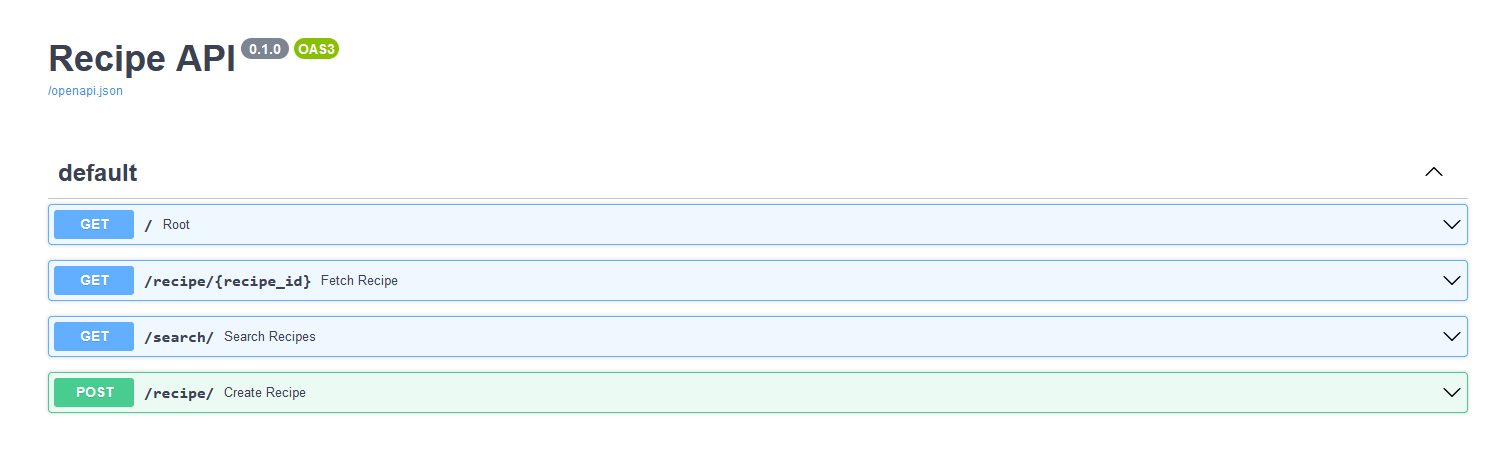 Recipe API 0.1.0 OAS3
/openapi.json
default
GET / Root
GET /recipe/{recipe_id} Fetch Recipe
GET /search/ Search Recipes
POST /recipe/ Create Recipe